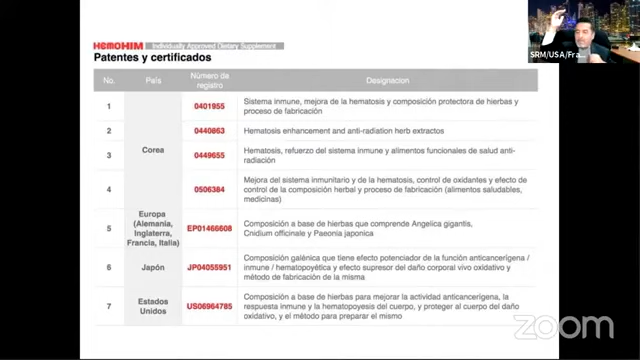 HemoHIM Individually Approved Dietary Supplement
Patentes y certificados
No. País Número de registro Designacion
1 0401955 Sistema inmune, mejora de la hematosis y composición protectora de hierbas y
proceso de fabricación
2 0440863 Hematosis enhancement and anti-radiation herb extractos
Corea
3 0449655 Hematosis, refuerzo del sistema inmune y alimentos funcionales de salud anti-
radiación
4 0506384 Mejora del sistema inmunitario y de la hematosis, control de oxidantes y efecto de
control de la composición herbal y proceso de fabricación (alimentos saludables,
medicinas)
5 Europa
(Alemania,
Inglaterra,
Francia, Italia)
EP01466608 Composición a base de hierbas que comprende Angelica gigantis,
Cnidium officinale y Paeonia japonica
6 Japón JP04055951 Composición galénica que tiene efecto potenciador de la función anticancerígena /
inmune / hematopoyética y efecto supresor del daño corporal vivo oxidativo y
método de fabricación de la misma
7 Estados
Unidos
US06964785 Composición a base de hierbas para mejorar la actividad anticancerígena, la
respuesta inmune y la hematopoyesis del cuerpo, y proteger al cuerpo del daño
oxidativo, y el método para preparar el mismo
SRM/USA/Fra...
zoom